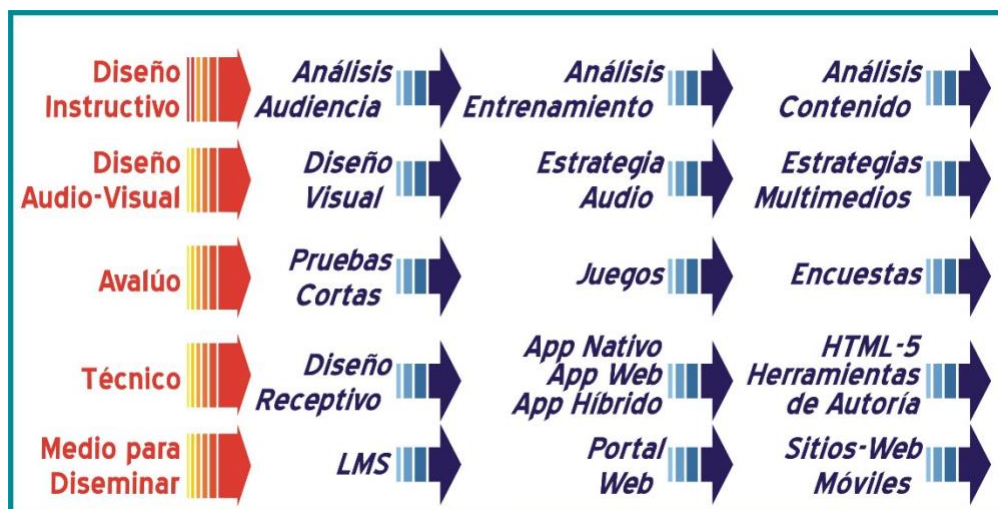 Diseño
Instructivo
Análisis
Audiencia
Análisis
Entrenamiento
Análisis
Contenido
Diseño
Audio-Visual
Diseño
Visual
Estrategia
Audio
Estrategias
Multimedios
Avalúo
Pruebas
Cortas
Juegos
Encuestas
Técnico
Diseño
Receptivo
App Nativo
App Web
App Híbrido
HTML-5
Herramientas
de Autoría
Medio para
Diseminar
LMS
Portal
Web
Sitios-Web
Móviles